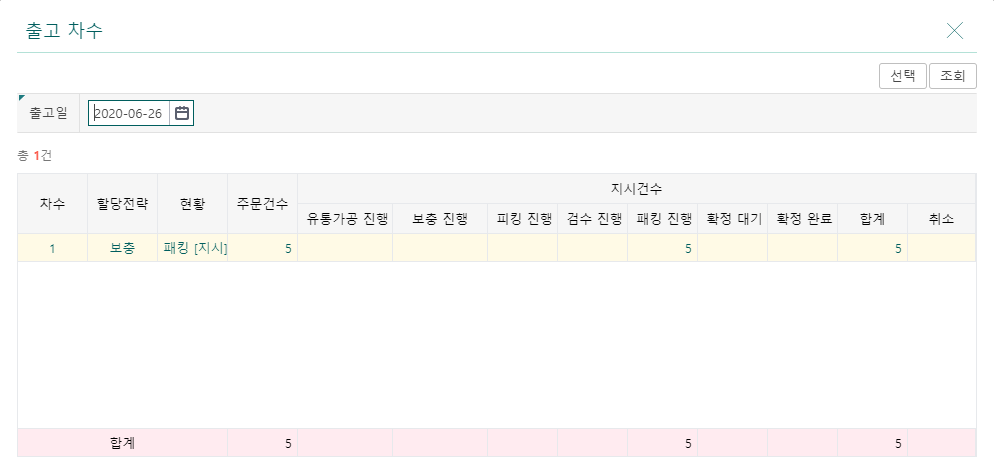 출고 차수
선택 조회
출고일 2020-06-26
총 1건
차수 할당전략 현황 주문건수 지시건수
유통가공 진행 보충 진행 피킹 진행 검수 진행 패킹 진행 확정 대기 확정 완료 합계 취소
1 보충 패킹 [지시] 5 5 5
합계 5 5 5